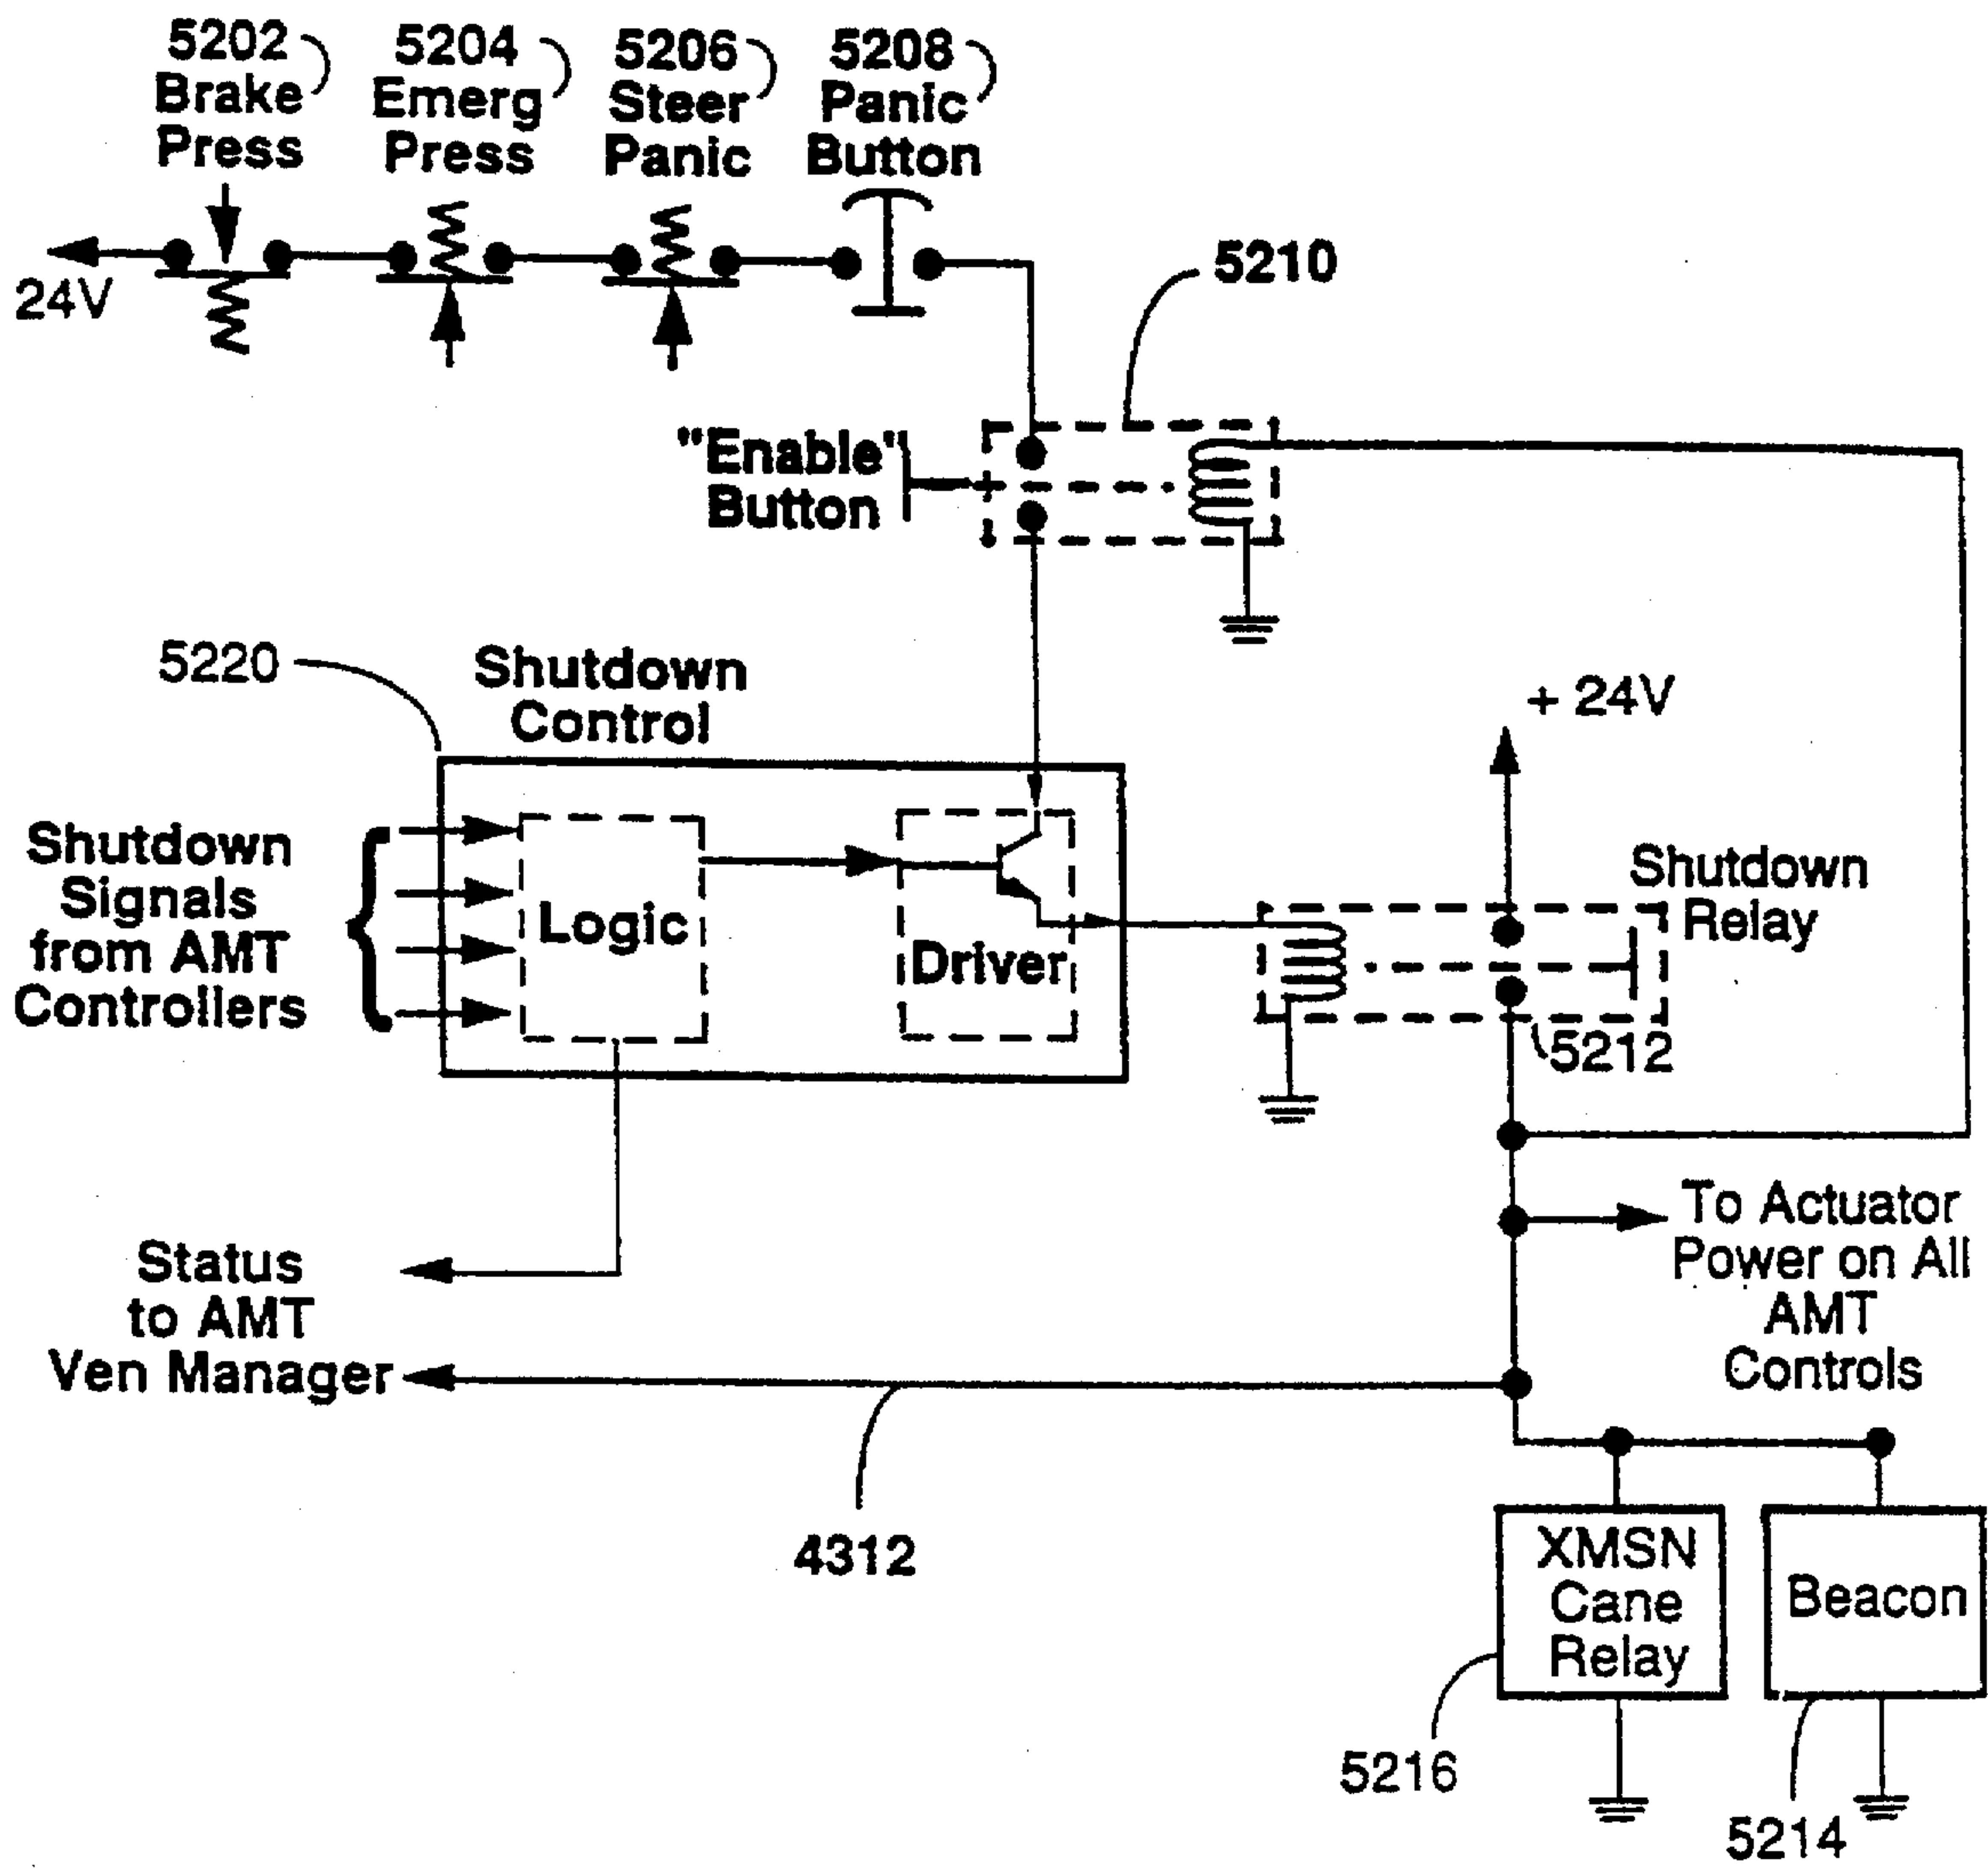 5202
Brake
Press
5204
Emerg
Press
5206
Steer
Panic
5208
Panic
Button
24V
5210
"Enable"
Button
5220
Shutdown
Control
+ 24V
Shutdown
Signals
from AMT
Controllers
Logic
Driver
Shutdown
Relay
5212
To Actuator
Power on All
AMT
Controls
Status
to AMT
Ven Manager
4312
XMSN
Cane
Relay
Beacon
5216
5214